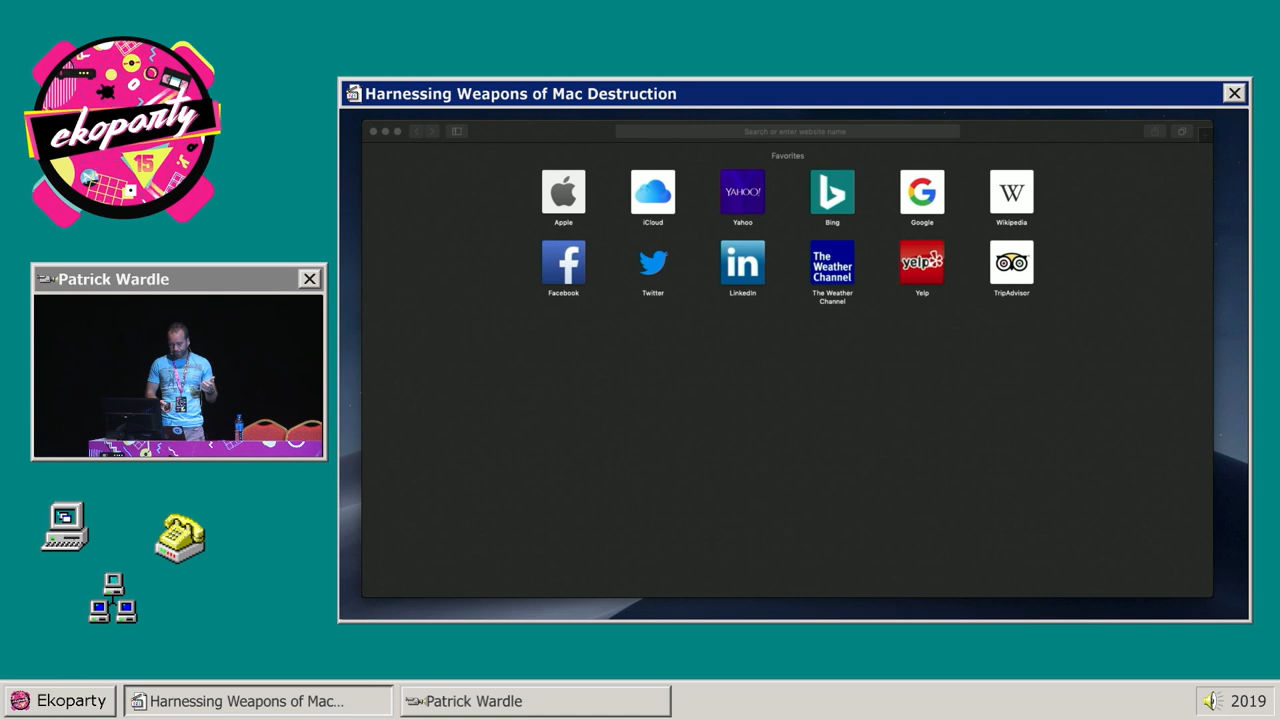 ekoparty
15
Harnessing Weapons of Mac Destruction
Search or enter website name
Favorites
YAHOO!
W
Apple
iCloud
Yahoo
Bing
Google
Wikipedia
The
Weather
Channel
yelp
Facebook
Twitter
LinkedIn
The Weather
Channel
Yelp
TripAdvisor
Patrick Wardle
Ekoparty
Harnessing Weapons of Mac...
Patrick Wardle
2019